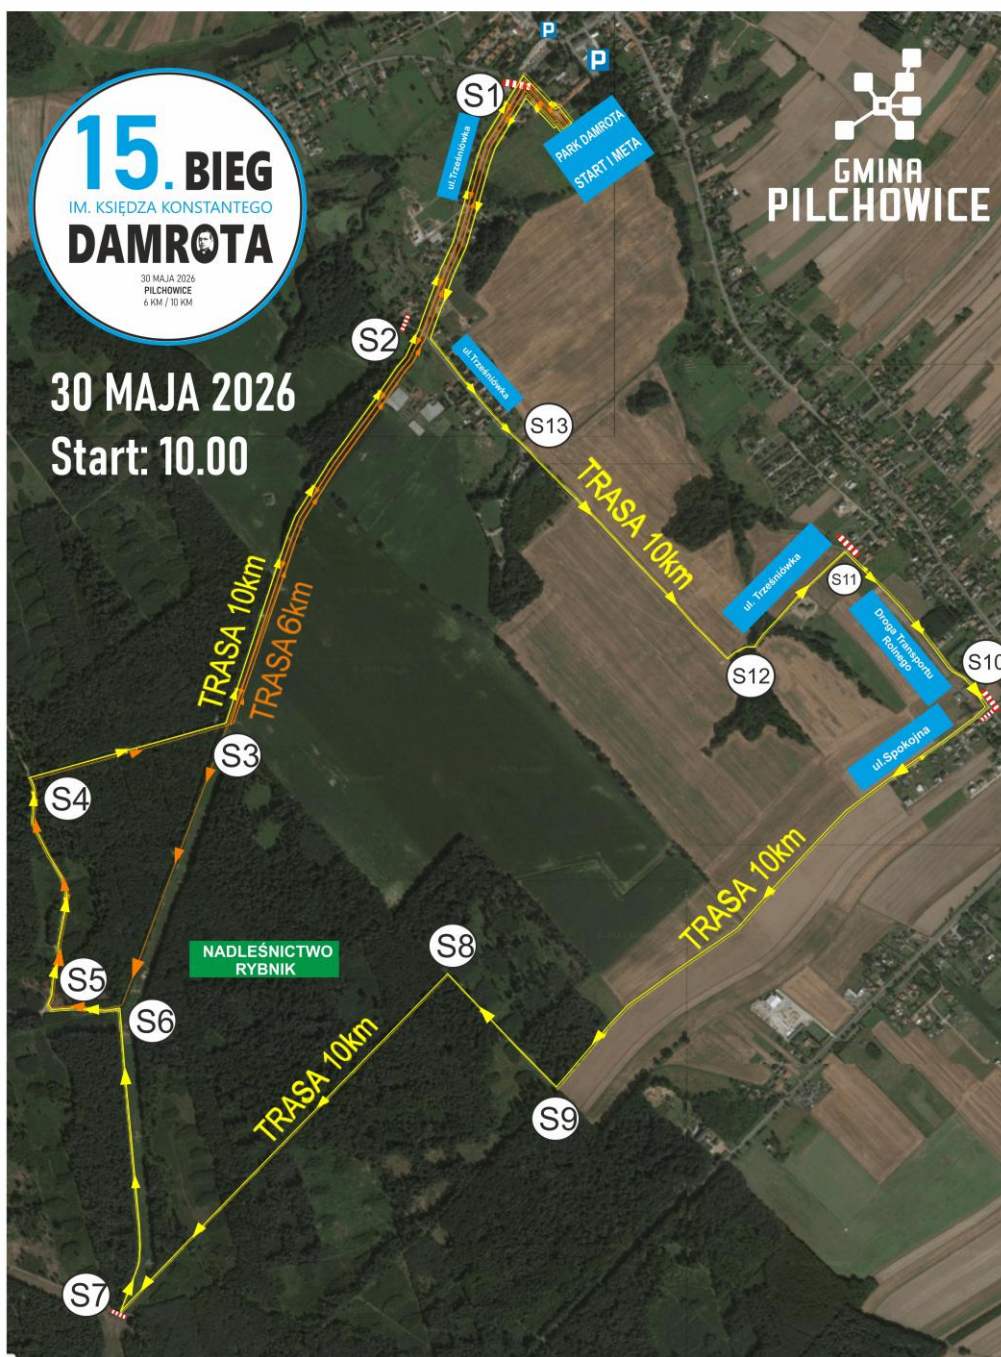 15. BIEG
IM. KSIĘDZA KONSTANTEGO
DAMROTA
30 MAJA 2026
PILCHOWICE
6 KM / 10 KM
30 MAJA 2026
Start: 10.00
GMINA
PILCHOWICE
P
P
S1
ul.Trześniówka
PARK DAMROTA
START I META
S2
ul.Trześniówka
S13
TRASA 10km
ul. Trześniówka
S11
Droga Transportu
Rolnego
S10
S12
ul.Spokojna
TRASA 10km
TRASA 6km
S3
S4
TRASA 10km
NADLEŚNICTWO
RYBNIK
S8
S5
S6
TRASA 10km
S9
S7